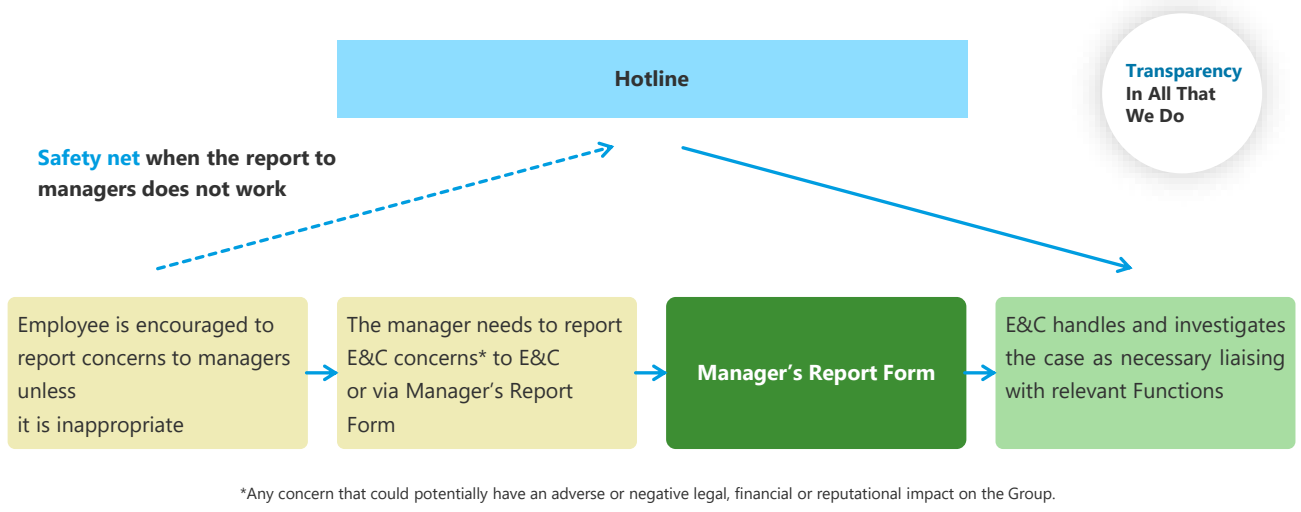 Hotline
Transparency
In All That
We Do
Safety net when the report to
managers does not work
Employee is encouraged to
report concerns to managers
unless
it is inappropriate
The manager needs to report
E&C concerns* to E&C
or via Manager’s Report
Form
Manager’s Report Form
E&C handles and investigates
the case as necessary liaising
with relevant Functions
*Any concern that could potentially have an adverse or negative legal, financial or reputational impact on the Group.